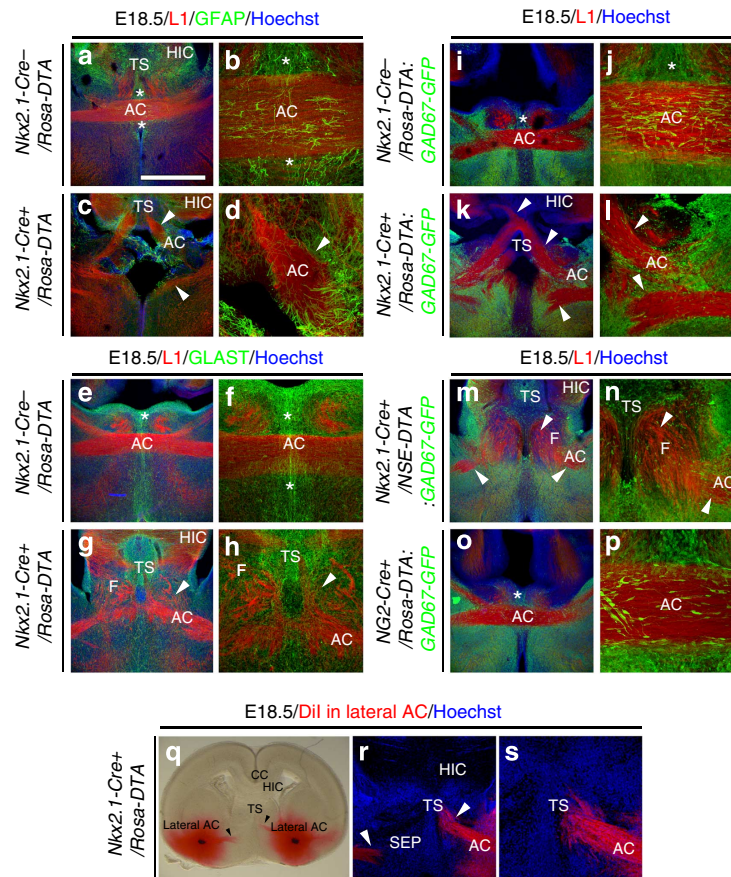 E18.5/L1/GFAP/Hoechst
Nkx2.1-Cre–
/Rosa-DTA
a
HIC
TS
*
AC
*
b
*
AC
*
Nkx2.1-Cre+
/Rosa-DTA
c
TS
HIC
AC
d
AC
E18.5/L1/GLAST/Hoechst
Nkx2.1-Cre–
/Rosa-DTA
e
*
AC
f
*
AC
*
Nkx2.1-Cre+
/Rosa-DTA
g
HIC
TS
F
AC
h
TS
F
AC
E18.5/L1/Hoechst
Nkx2.1-Cre–
/Rosa-DTA:
GAD67-GFP
i
*
AC
j
*
AC
Nkx2.1-Cre+
/Rosa-DTA:
GAD67-GFP
k
HIC
TS
AC
l
AC
E18.5/L1/Hoechst
Nkx2.1-Cre+
/NSE-DTA
:GAD67-GFP
m
TS
HIC
F
AC
n
TS
F
AC
NG2-Cre+
/Rosa-DTA:
GAD67-GFP
o
*
AC
p
AC
E18.5/DiI in lateral AC/Hoechst
Nkx2.1-Cre+
/Rosa-DTA
q
CC
HIC
TS
Lateral AC
Lateral AC
r
HIC
TS
SEP
AC
s
TS
AC